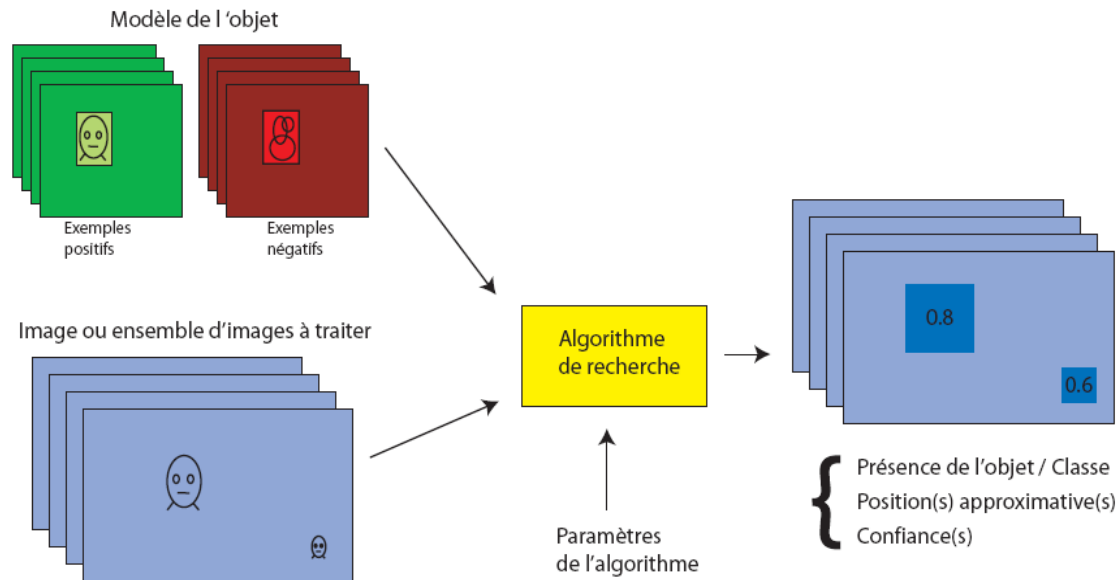 Modèle de l 'objet
Exemples
positifs
Exemples
négatifs
Image ou ensemble d'images à traiter
Algorithme
de recherche
Paramètres
de l'algorithme
0.8
0.6
Présence de l'objet / Classe
Position(s) approximative(s)
Confiance(s)